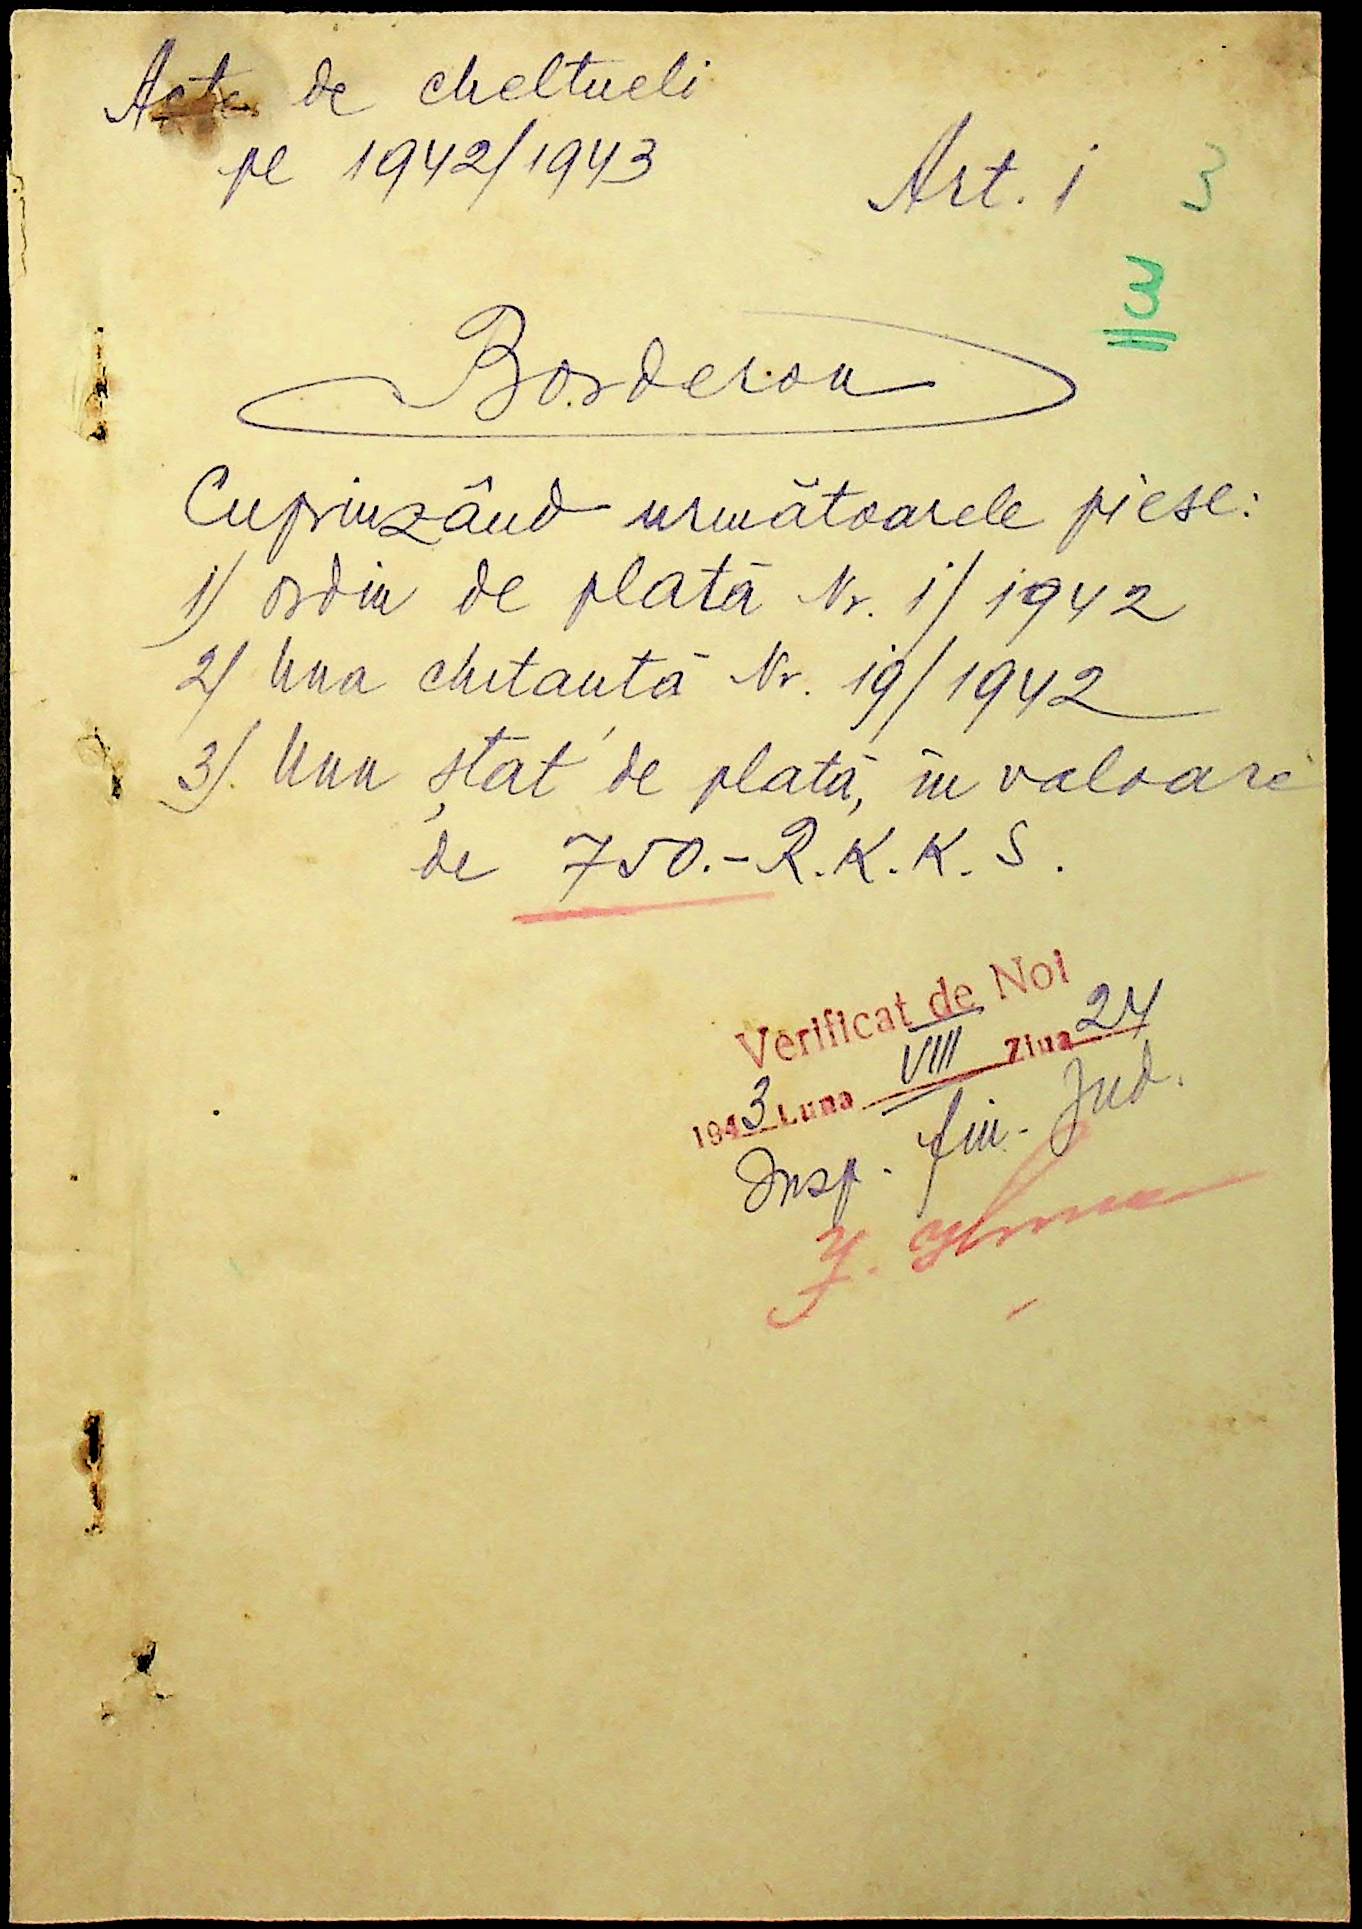 Acte de cheltueli
pe 1942/1943
Art. 1 3
3
Borderou
Cuprinzând următoarele piese:
1) ordin de plată Nr. 1/1942
2) Una chitanță Nr. 19/1942
3). Unu ștat de plată, în valoare
de 750.- R.K.K.S.
Verificat de Noi
1943 Luna VIII Ziua 24
Insp. fin. Jud.